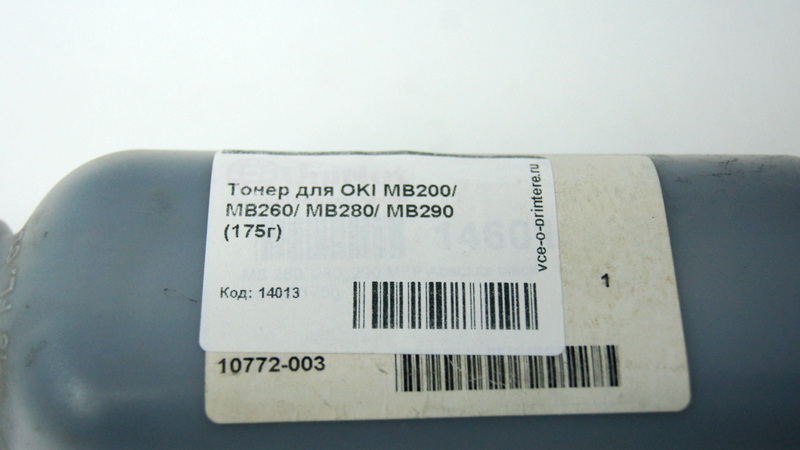 Тонер для OKI MB200/
MB260/ MB280/ MB290
(175г)
vce-o-printere.ru
1
Код: 14013
10772-003